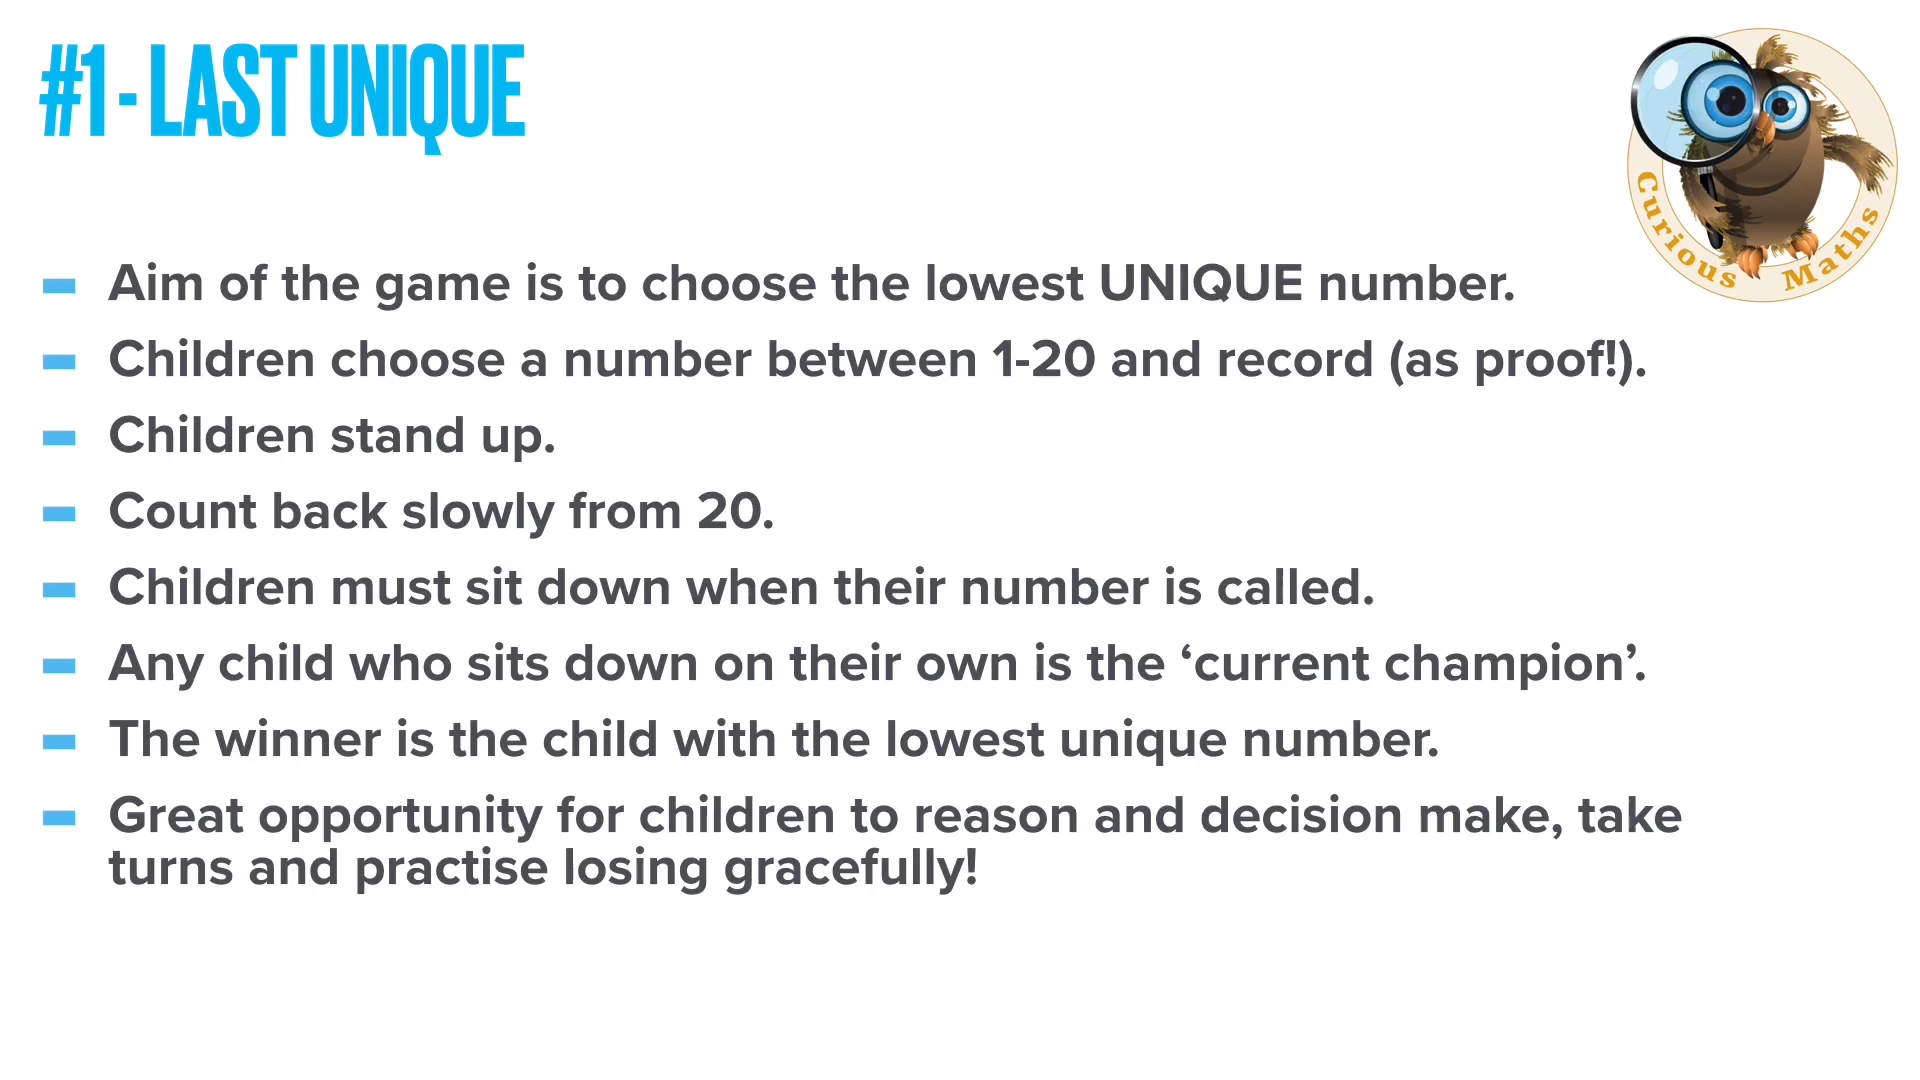 #1 - LAST UNIQUE
Curious Maths
- Aim of the game is to choose the lowest UNIQUE number.
- Children choose a number between 1-20 and record (as proof!).
- Children stand up.
- Count back slowly from 20.
- Children must sit down when their number is called.
- Any child who sits down on their own is the ‘current champion’.
- The winner is the child with the lowest unique number.
- Great opportunity for children to reason and decision make, take
turns and practise losing gracefully!